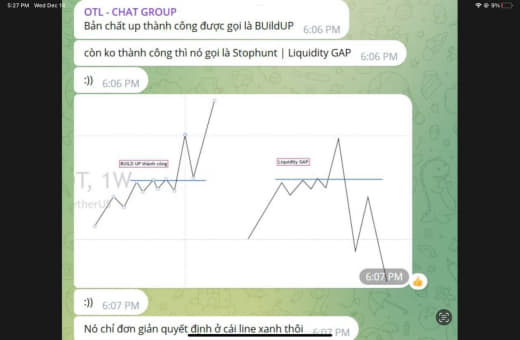 5:27 PM Wed Dec 14
9%
OTL - CHAT GROUP
Bản chất up thành công được gọi là BUildUP
6:06 PM
còn ko thành công thì nó gọi là Stophunt | Liquidity GAP
6:06 PM
:))
6:06 PM
BUILD UP thành công
Liquidity GAP
T, 1W
etherUS
6:07 PM
:))
6:07 PM
Nó chỉ đơn giản quyết định ở cái line xanh thôi
6:07 PM